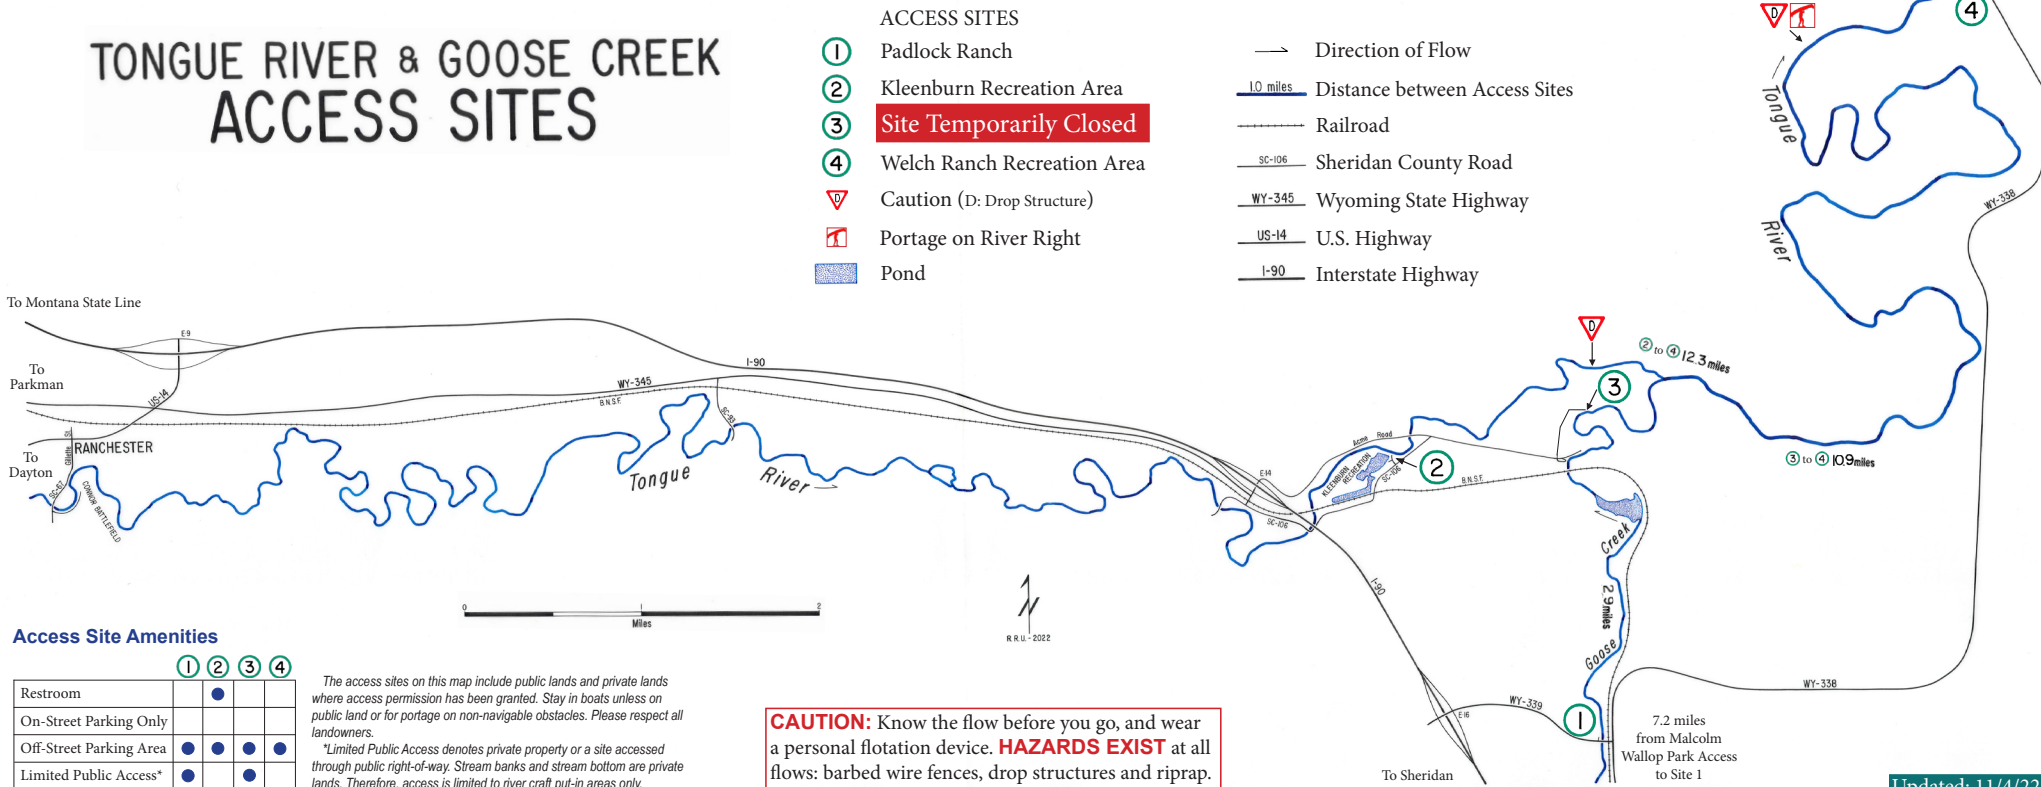 TONGUE RIVER & GOOSE CREEK
ACCESS SITES
ACCESS SITES
1 Padlock Ranch
2 Kleenburn Recreation Area
3 Site Temporarily Closed
4 Welch Ranch Recreation Area
D Caution (D: Drop Structure)
Portage on River Right
Pond
Direction of Flow
1.0 miles Distance between Access Sites
Railroad
SC-106 Sheridan County Road
WY-345 Wyoming State Highway
US-14 U.S. Highway
I-90 Interstate Highway
D
4
Tongue
River
WY-338
To Montana State Line
E-9
To
Parkman
US-14
I-90
WY-345
B.N.S.F.
SC-93
To
Dayton
Gillette St.
RANCHESTER
SC-67
CONNOR BATTLEFIELD
Tongue
River
D
2 to 4 12.3 miles
3
Acme Road
E-14
KLEENBURN
RECREATION
SC-106
2
B.N.S.F.
SC-106
3 to 4 10.9 miles
Creek
2.9 miles
Goose
I-90
0 1 2
Miles
N
R.R.U. - 2022
WY-338
WY-339
E-16
1
7.2 miles
from Malcolm
Wallop Park Access
to Site 1
To Sheridan
Access Site Amenities
1 2 3 4
Restroom
On-Street Parking Only
Off-Street Parking Area
Limited Public Access*
The access sites on this map include public lands and private lands
where access permission has been granted. Stay in boats unless on
public land or for portage on non-navigable obstacles. Please respect all
landowners.
*Limited Public Access denotes private property or a site accessed
through public right-of-way. Stream banks and stream bottom are private
lands. Therefore, access is limited to river craft put-in areas only.
CAUTION: Know the flow before you go, and wear
a personal flotation device. HAZARDS EXIST at all
flows: barbed wire fences, drop structures and riprap.
Updated: 11/4/22